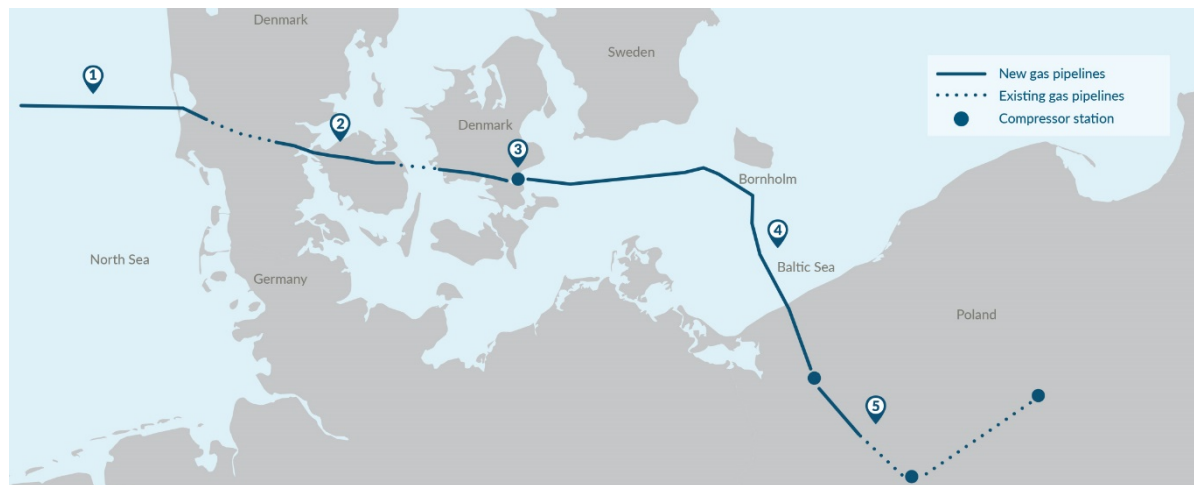 Denmark
Sweden
New gas pipelines
Existing gas pipelines
Compressor station
1
2
Denmark
3
Bornholm
4
North Sea
Germany
Baltic Sea
Poland
5